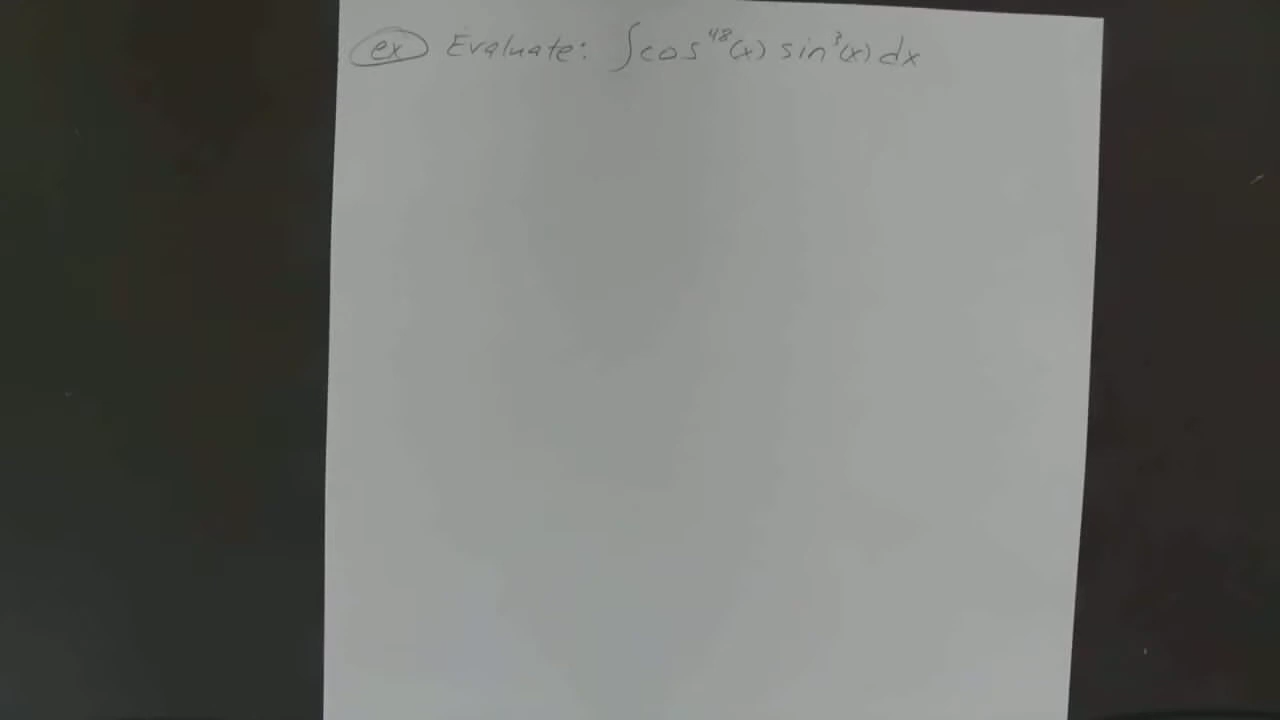 ex Evaluate: ∫cos⁴⁸(x) sin³(x) dx